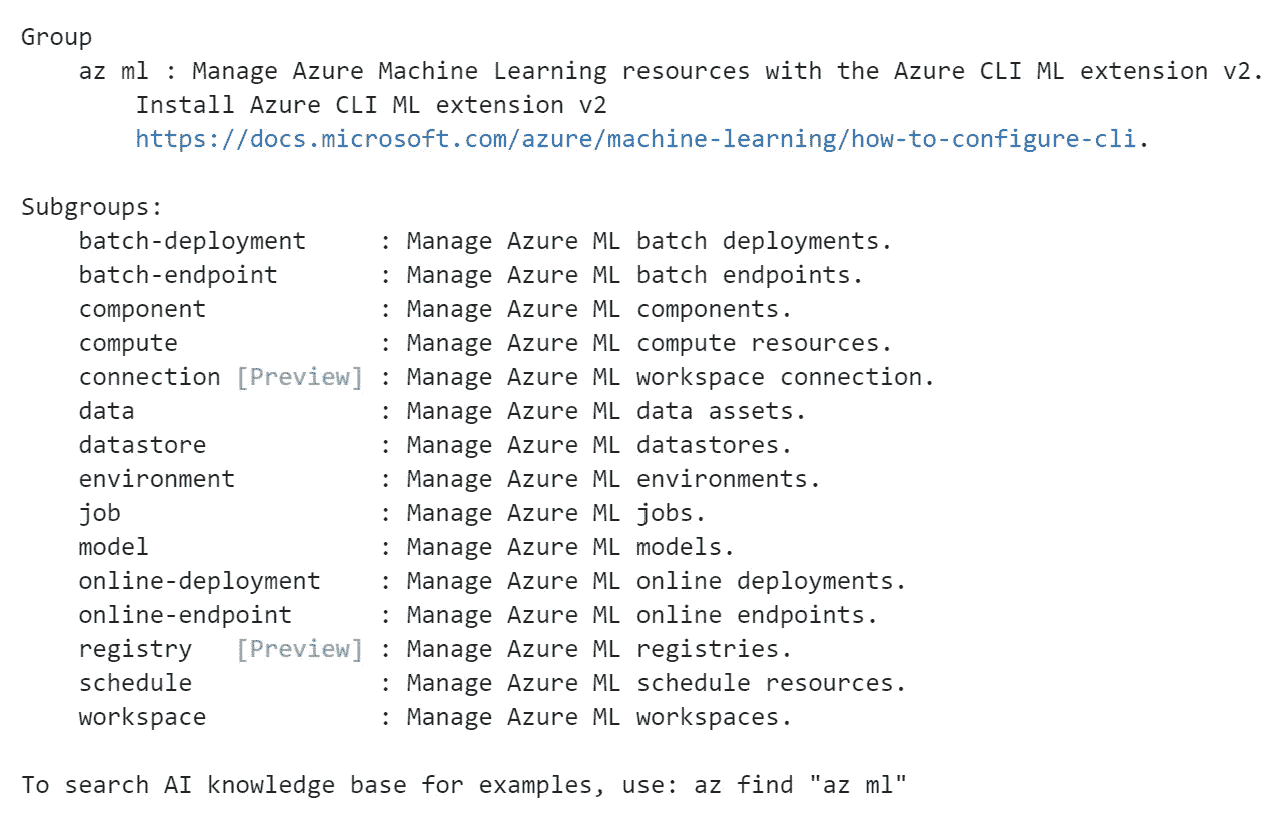 Group
    az ml : Manage Azure Machine Learning resources with the Azure CLI ML extension v2.
        Install Azure CLI ML extension v2
        https://docs.microsoft.com/azure/machine-learning/how-to-configure-cli.

Subgroups:
    batch-deployment     : Manage Azure ML batch deployments.
    batch-endpoint       : Manage Azure ML batch endpoints.
    component            : Manage Azure ML components.
    compute              : Manage Azure ML compute resources.
    connection [Preview] : Manage Azure ML workspace connection.
    data                 : Manage Azure ML data assets.
    datastore            : Manage Azure ML datastores.
    environment          : Manage Azure ML environments.
    job                  : Manage Azure ML jobs.
    model                : Manage Azure ML models.
    online-deployment    : Manage Azure ML online deployments.
    online-endpoint      : Manage Azure ML online endpoints.
    registry   [Preview] : Manage Azure ML registries.
    schedule             : Manage Azure ML schedule resources.
    workspace            : Manage Azure ML workspaces.

To search AI knowledge base for examples, use: az find "az ml"